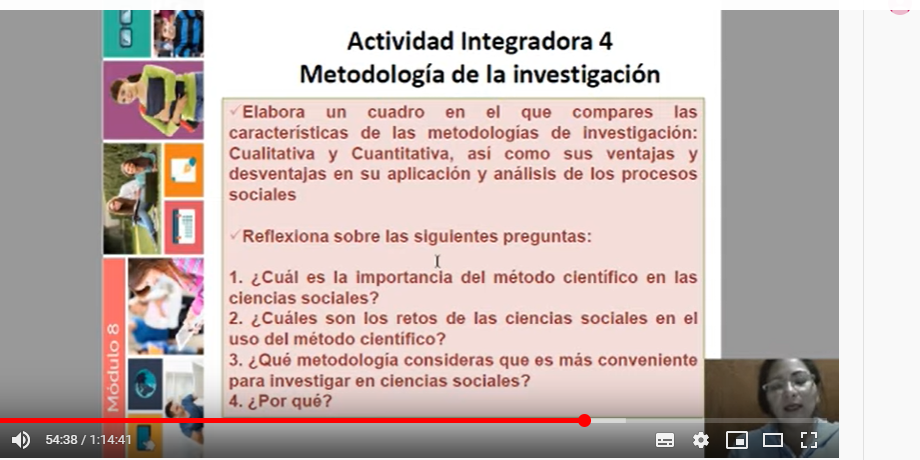 Actividad Integradora 4
Metodología de la investigación
✓Elabora un cuadro en el que compares las
características de las metodologías de investigación:
Cualitativa y Cuantitativa, así como sus ventajas y
desventajas en su aplicación y análisis de los procesos
sociales
✓Reflexiona sobre las siguientes preguntas:
1. ¿Cuál es la importancia del método científico en las
ciencias sociales?
2. ¿Cuáles son los retos de las ciencias sociales en el
uso del método científico?
3. ¿Qué metodología consideras que es más conveniente
para investigar en ciencias sociales?
4. ¿Por qué?
Módulo 8
54:38 / 1:14:41